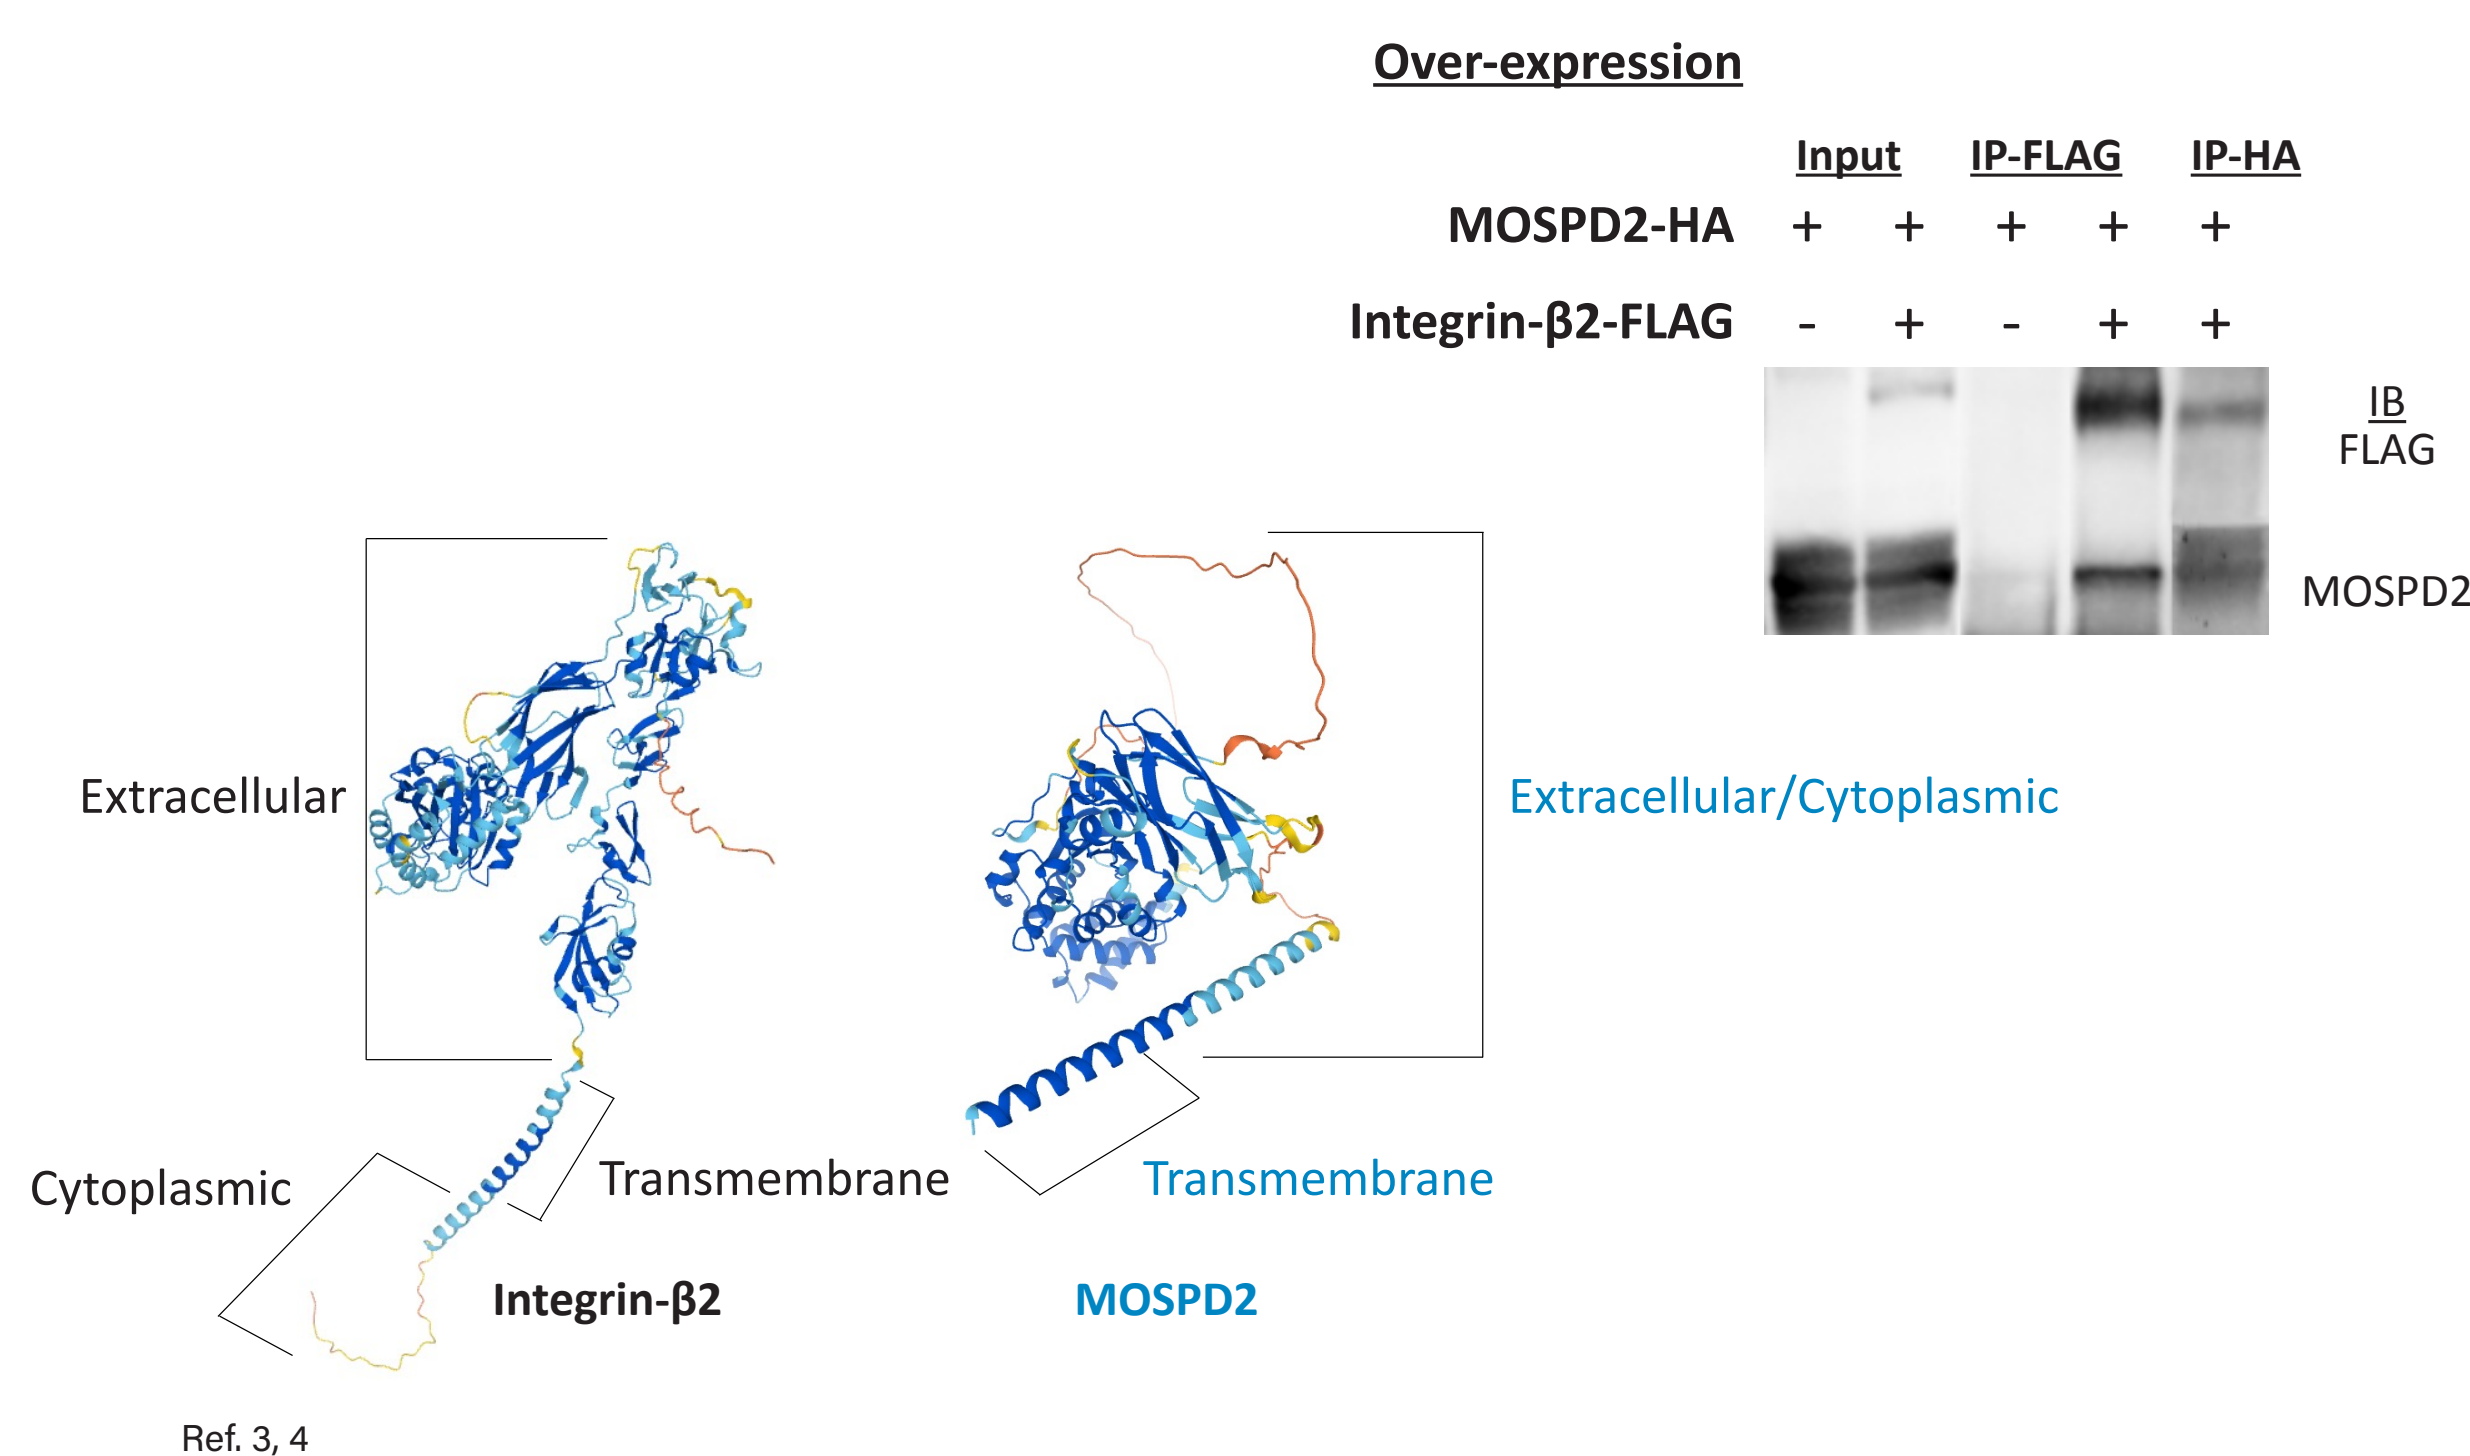 Over-expression
Input IP-FLAG IP-HA
MOSPD2-HA + + + + +
Integrin-β2-FLAG - + - + +
IB
FLAG
MOSPD2
Extracellular
Extracellular/Cytoplasmic
Cytoplasmic
Transmembrane
Transmembrane
Integrin-β2
MOSPD2
Ref. 3, 4